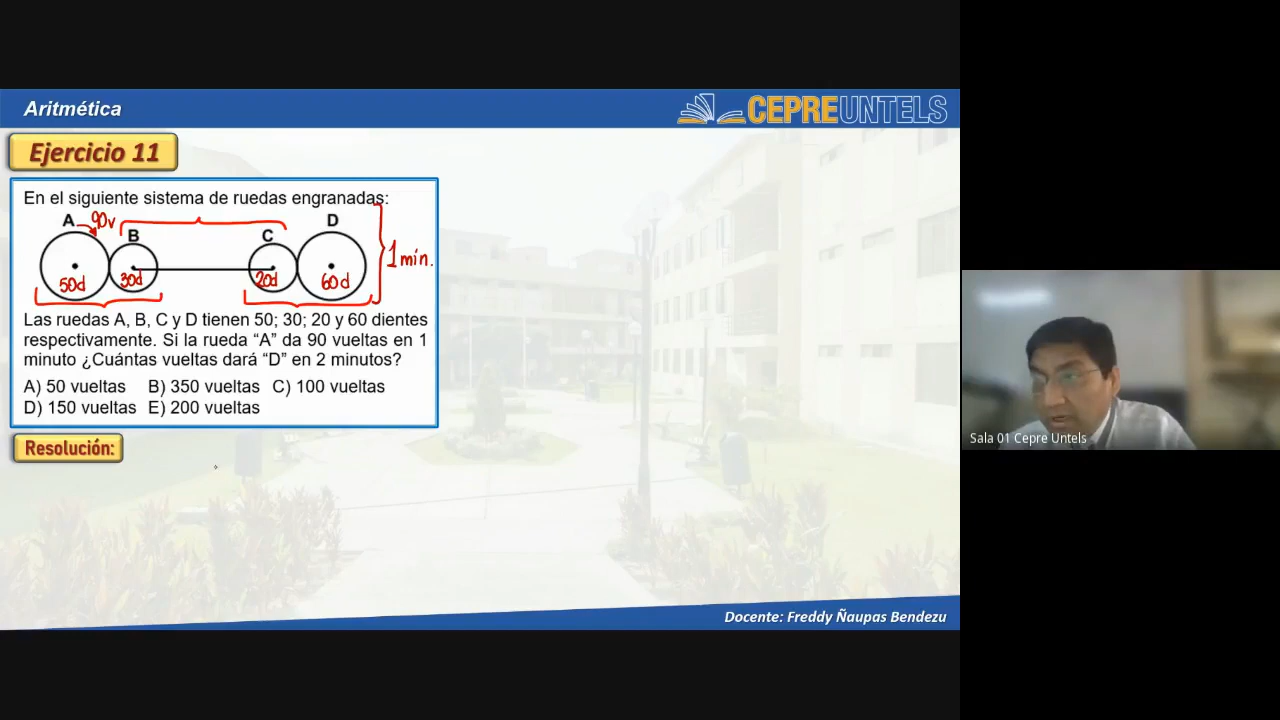 Aritmética
CEPREUNTELS
Ejercicio 11
En el siguiente sistema de ruedas engranadas:
A 90v
B
C
D
1 min.
50d
30d
20d
60d
Las ruedas A, B, C y D tienen 50; 30; 20 y 60 dientes
respectivamente. Si la rueda “A” da 90 vueltas en 1
minuto ¿Cuántas vueltas dará “D” en 2 minutos?
A) 50 vueltas B) 350 vueltas C) 100 vueltas
D) 150 vueltas E) 200 vueltas
Resolución:
Sala 01 Cepre Untels
Docente: Freddy Ñaupas Bendezu